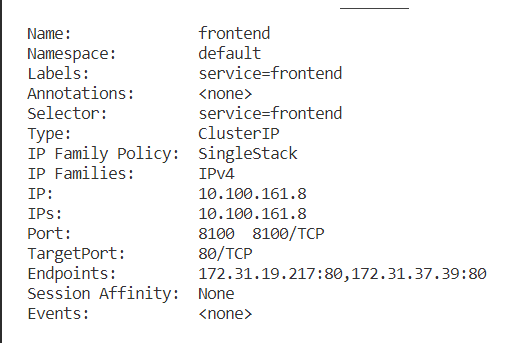 Name: frontend
Namespace: default
Labels: service=frontend
Annotations: <none>
Selector: service=frontend
Type: ClusterIP
IP Family Policy: SingleStack
IP Families: IPv4
IP: 10.100.161.8
IPs: 10.100.161.8
Port: 8100 8100/TCP
TargetPort: 80/TCP
Endpoints: 172.31.19.217:80,172.31.37.39:80
Session Affinity: None
Events: <none>